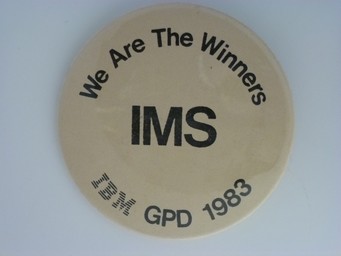 We Are The Winners
IMS
IBM GPD 1983